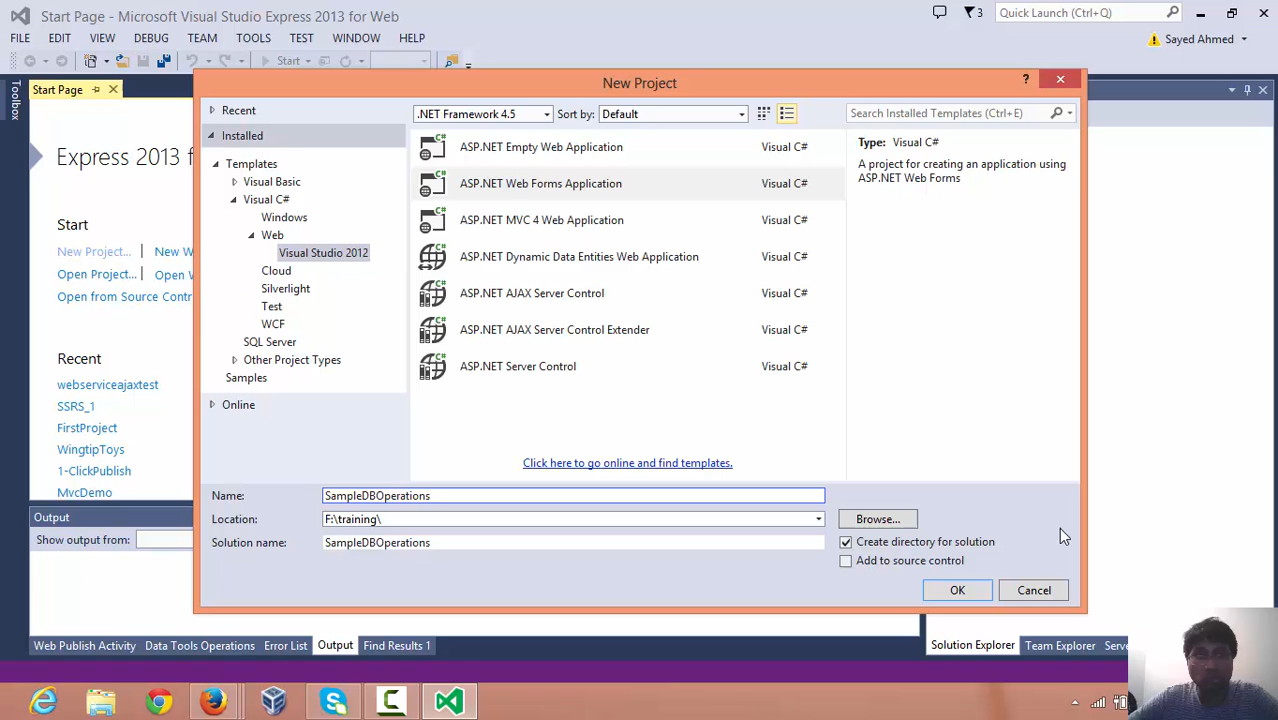 Start Page - Microsoft Visual Studio Express 2013 for Web
3
Quick Launch (Ctrl+Q)
FILE EDIT VIEW DEBUG TEAM TOOLS TEST WINDOW HELP
Sayed Ahmed
Start
Toolbox
Start Page
New Project
?
Recent
.NET Framework 4.5
Sort by:
Default
Search Installed Templates (Ctrl+E)
Installed
Templates
Visual Basic
Visual C#
Windows
Web
Visual Studio 2012
Cloud
Silverlight
Test
WCF
SQL Server
Other Project Types
Samples
Online
ASP.NET Empty Web Application Visual C#
ASP.NET Web Forms Application Visual C#
ASP.NET MVC 4 Web Application Visual C#
ASP.NET Dynamic Data Entities Web Application Visual C#
ASP.NET AJAX Server Control Visual C#
ASP.NET AJAX Server Control Extender Visual C#
ASP.NET Server Control Visual C#
Click here to go online and find templates.
Type: Visual C#
A project for creating an application using
ASP.NET Web Forms
Name: SampleDBOperations
Location: F:\training\
Browse...
Solution name: SampleDBOperations
Create directory for solution
Add to source control
OK Cancel
Express 2013 f
Start
New Project... New W
Open Project... Open W
Open from Source Contr
Recent
webserviceajaxtest
SSRS_1
FirstProject
WingtipToys
1-ClickPublish
MvcDemo
Output
Show output from:
Web Publish Activity Data Tools Operations Error List Output Find Results 1
Solution Explorer Team Explorer Serve